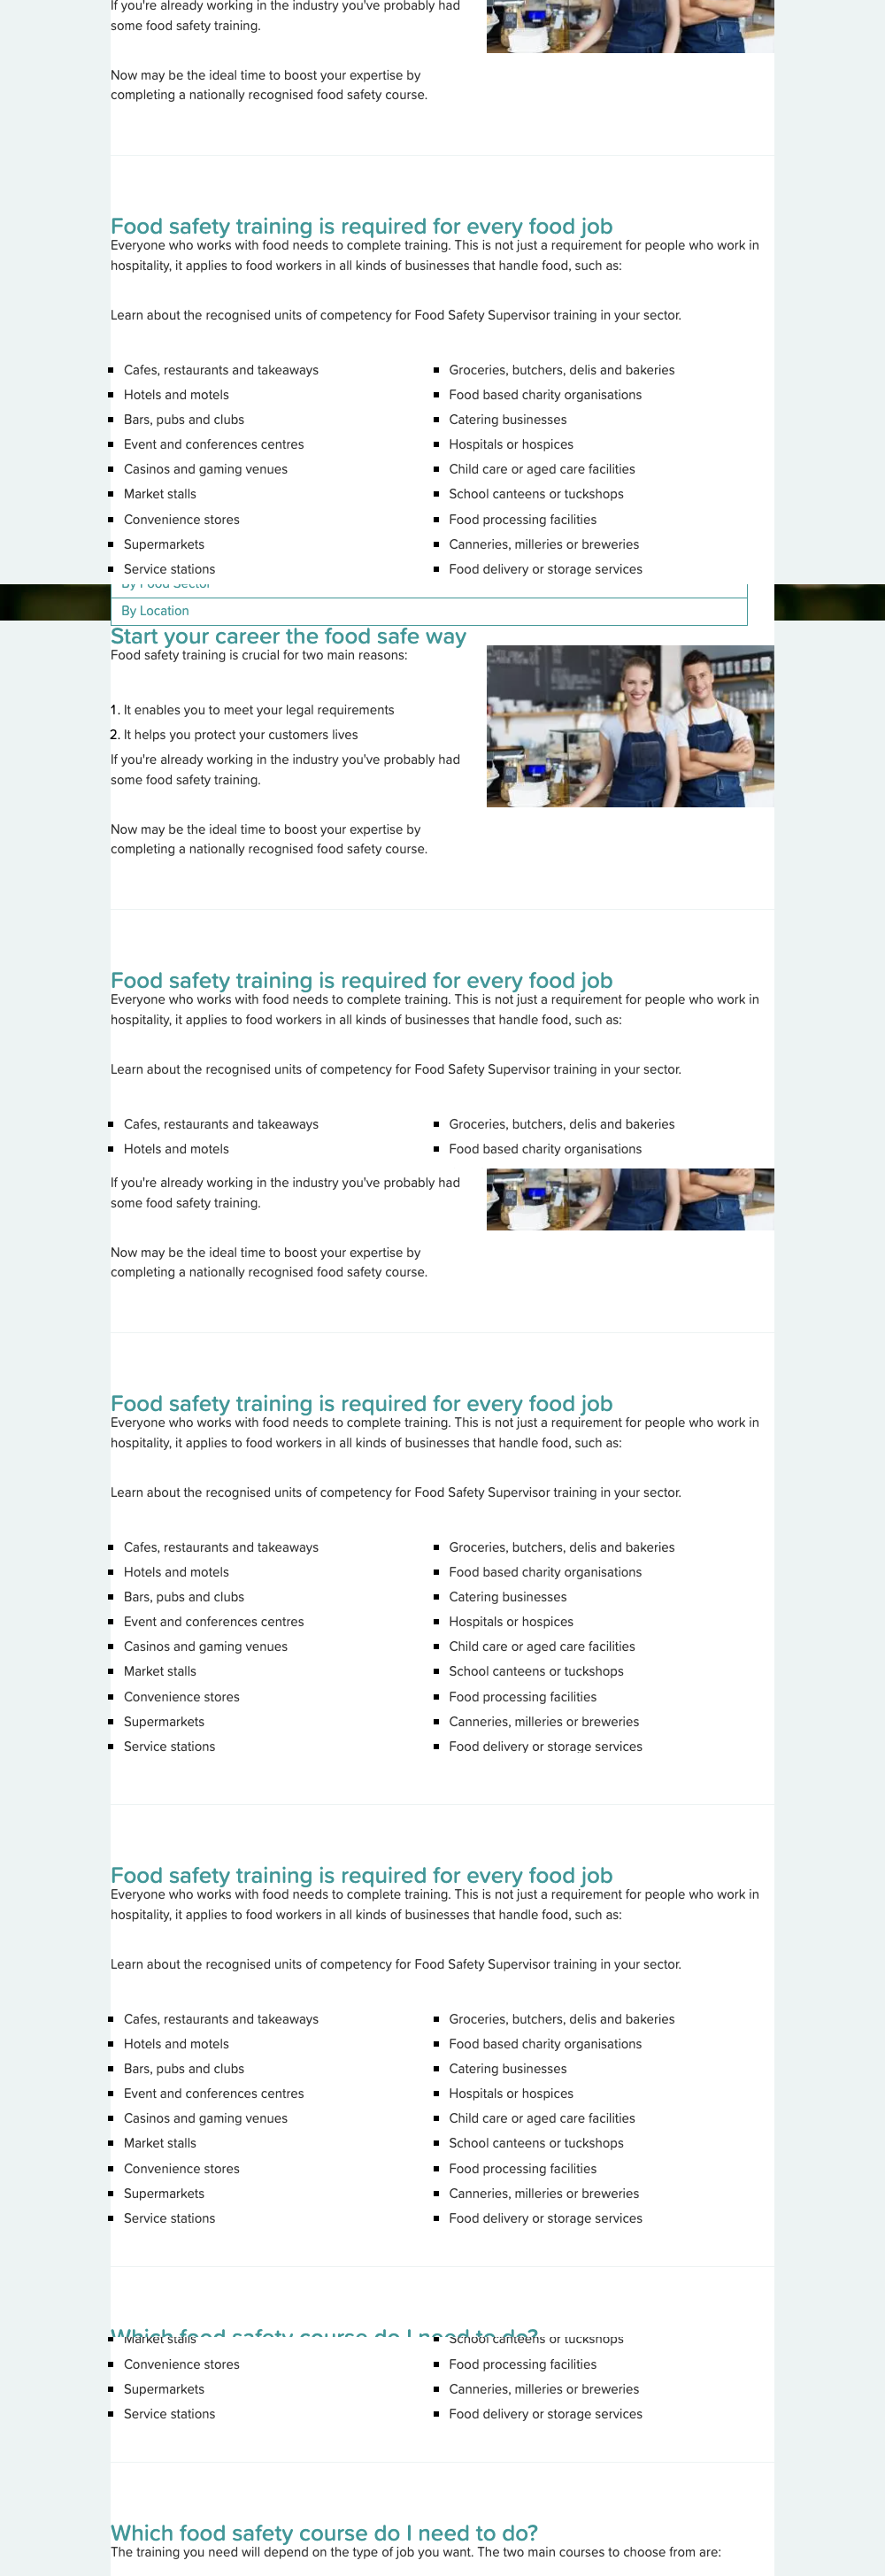 If you're already working in the industry you've probably had
some food safety training.
Now may be the ideal time to boost your expertise by
completing a nationally recognised food safety course.
Food safety training is required for every food job
Everyone who works with food needs to complete training. This is not just a requirement for people who work in
hospitality, it applies to food workers in all kinds of businesses that handle food, such as:
Learn about the recognised units of competency for Food Safety Supervisor training in your sector.
Cafes, restaurants and takeaways
Hotels and motels
Bars, pubs and clubs
Event and conferences centres
Casinos and gaming venues
Market stalls
Convenience stores
Supermarkets
Service stations
Groceries, butchers, delis and bakeries
Food based charity organisations
Catering businesses
Hospitals or hospices
Child care or aged care facilities
School canteens or tuckshops
Food processing facilities
Canneries, milleries or breweries
Food delivery or storage services
By Food Sector
By Location
Start your career the food safe way
Food safety training is crucial for two main reasons:
1. It enables you to meet your legal requirements
2. It helps you protect your customers lives
If you're already working in the industry you've probably had
some food safety training.
Now may be the ideal time to boost your expertise by
completing a nationally recognised food safety course.
Food safety training is required for every food job
Everyone who works with food needs to complete training. This is not just a requirement for people who work in
hospitality, it applies to food workers in all kinds of businesses that handle food, such as:
Learn about the recognised units of competency for Food Safety Supervisor training in your sector.
Cafes, restaurants and takeaways
Hotels and motels
Groceries, butchers, delis and bakeries
Food based charity organisations
If you're already working in the industry you've probably had
some food safety training.
Now may be the ideal time to boost your expertise by
completing a nationally recognised food safety course.
Food safety training is required for every food job
Everyone who works with food needs to complete training. This is not just a requirement for people who work in
hospitality, it applies to food workers in all kinds of businesses that handle food, such as:
Learn about the recognised units of competency for Food Safety Supervisor training in your sector.
Cafes, restaurants and takeaways
Hotels and motels
Bars, pubs and clubs
Event and conferences centres
Casinos and gaming venues
Market stalls
Convenience stores
Supermarkets
Service stations
Groceries, butchers, delis and bakeries
Food based charity organisations
Catering businesses
Hospitals or hospices
Child care or aged care facilities
School canteens or tuckshops
Food processing facilities
Canneries, milleries or breweries
Food delivery or storage services
Food safety training is required for every food job
Everyone who works with food needs to complete training. This is not just a requirement for people who work in
hospitality, it applies to food workers in all kinds of businesses that handle food, such as:
Learn about the recognised units of competency for Food Safety Supervisor training in your sector.
Cafes, restaurants and takeaways
Hotels and motels
Bars, pubs and clubs
Event and conferences centres
Casinos and gaming venues
Market stalls
Convenience stores
Supermarkets
Service stations
Groceries, butchers, delis and bakeries
Food based charity organisations
Catering businesses
Hospitals or hospices
Child care or aged care facilities
School canteens or tuckshops
Food processing facilities
Canneries, milleries or breweries
Food delivery or storage services
Which food safety course do I need to do?
Market stalls
Convenience stores
Supermarkets
Service stations
School canteens or tuckshops
Food processing facilities
Canneries, milleries or breweries
Food delivery or storage services
Which food safety course do I need to do?
The training you need will depend on the type of job you want. The two main courses to choose from are: